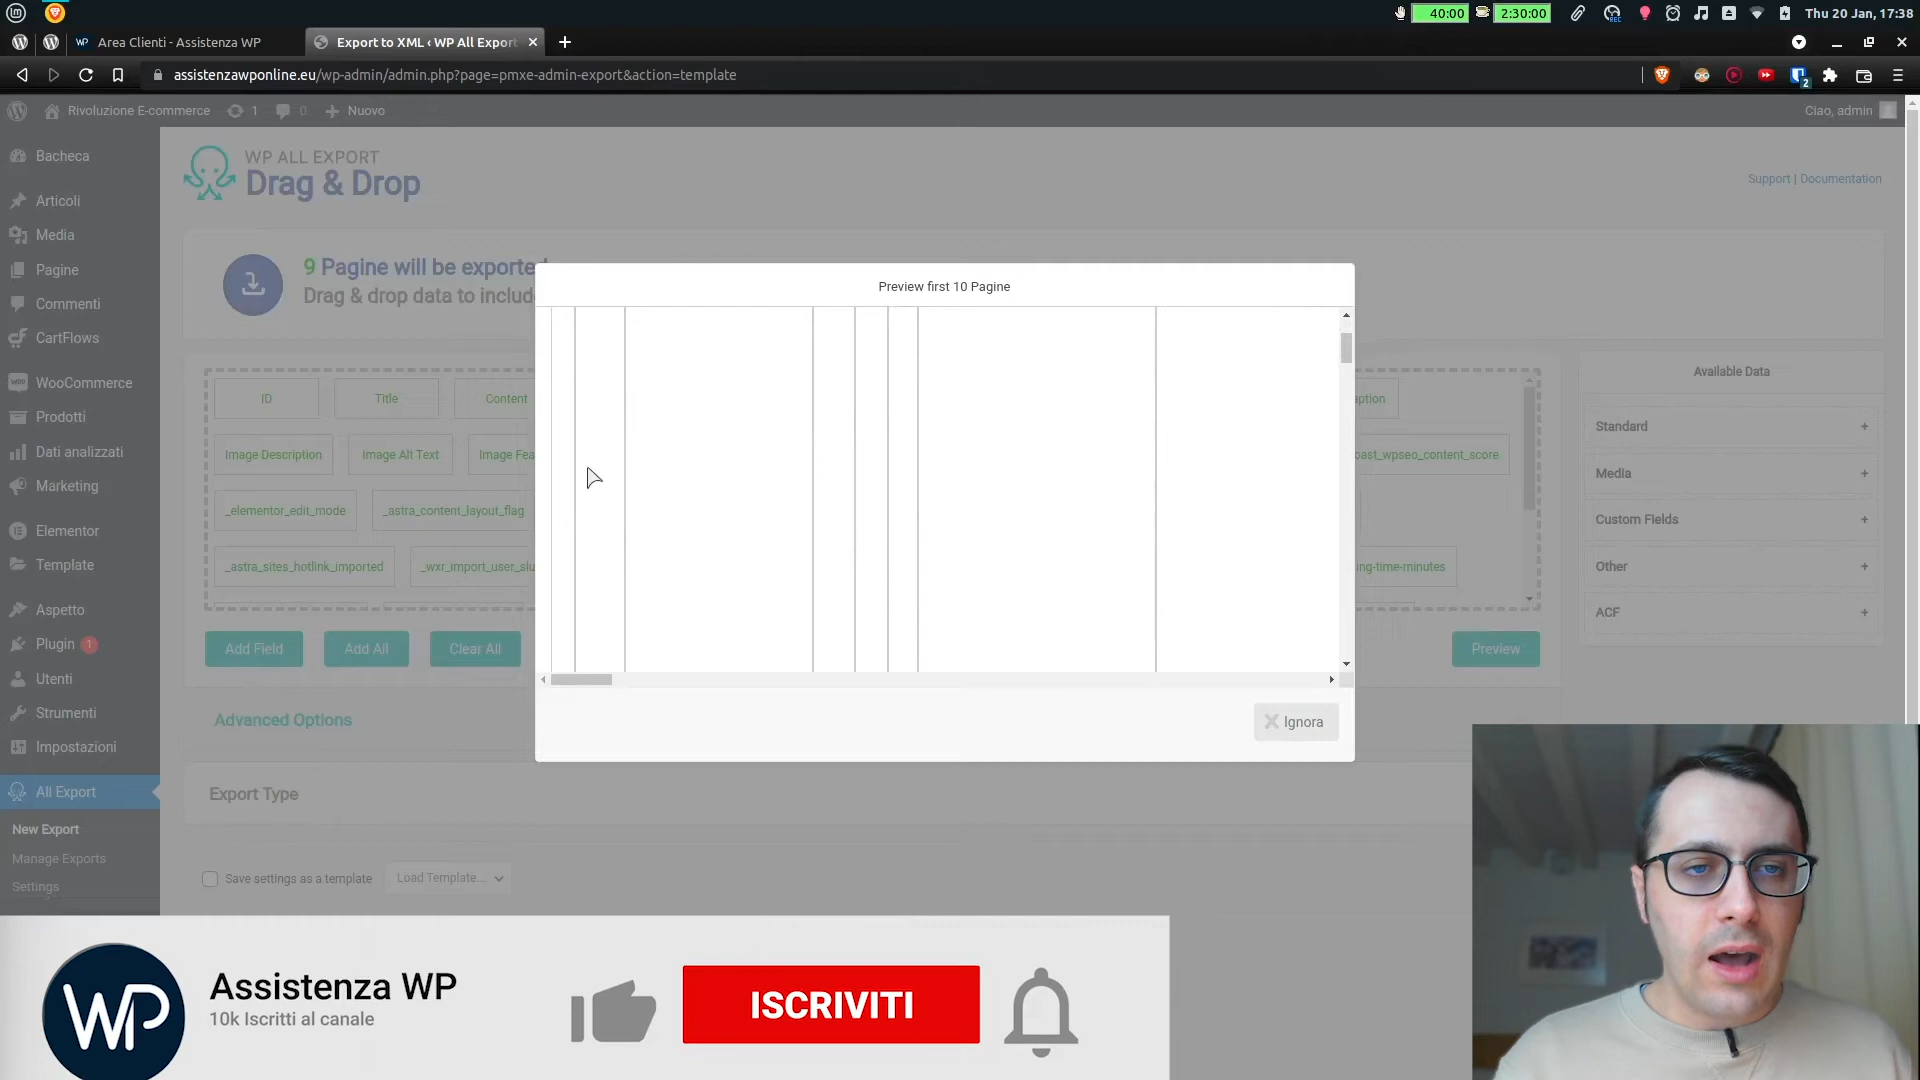 40:00
2:30:00
REC
Thu 20 Jan, 17:38
WP
Area Clienti - Assistenza WP
Export to XML ‹ WP All Export
assistenzawponline.eu/wp-admin/admin.php?page=pmxe-admin-export&action=template
2
Rivoluzione E-commerce
1
0
Nuovo
Ciao, admin
Bacheca
Articoli
Media
Pagine
Commenti
CartFlows
WooCommerce
Prodotti
Dati analizzati
Marketing
Elementor
Template
Aspetto
Plugin 1
Utenti
Strumenti
Impostazioni
All Export
New Export
Manage Exports
Settings
WP ALL EXPORT
Drag & Drop
Support | Documentation
9 Pagine will be exported
Drag & drop data to include
ID
Title
Content
Image Description
Image Alt Text
Image Fea
_elementor_edit_mode
_astra_content_layout_flag
_astra_sites_hotlink_imported
_wxr_import_user_slu
ption
oast_wpseo_content_score
ng-time-minutes
Add Field
Add All
Clear All
Preview
Advanced Options
Export Type
Save settings as a template
Load Template...
Available Data
Standard +
Media +
Custom Fields +
Other +
ACF +
Preview first 10 Pagine
Ignora
WP
Assistenza WP
10k Iscritti al canale
ISCRIVITI